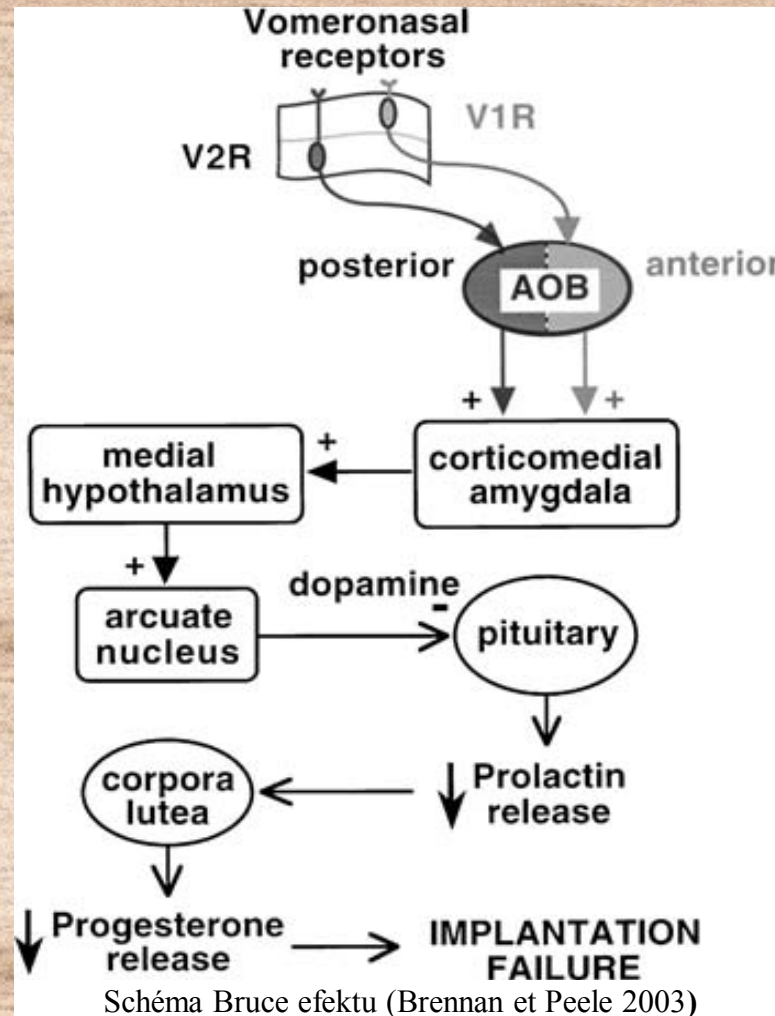 Vomeronasal
receptors
V1R
V2R
posterior
AOB
anterior
+
+
medial
hypothalamus
+
corticomedial
amygdala
+
dopamine
-
arcuate
nucleus
pituitary
corpora
lutea
Prolactin
release
Progesterone
release
IMPLANTATION
FAILURE
Schéma Bruce efektu (Brennan et Peele 2003)